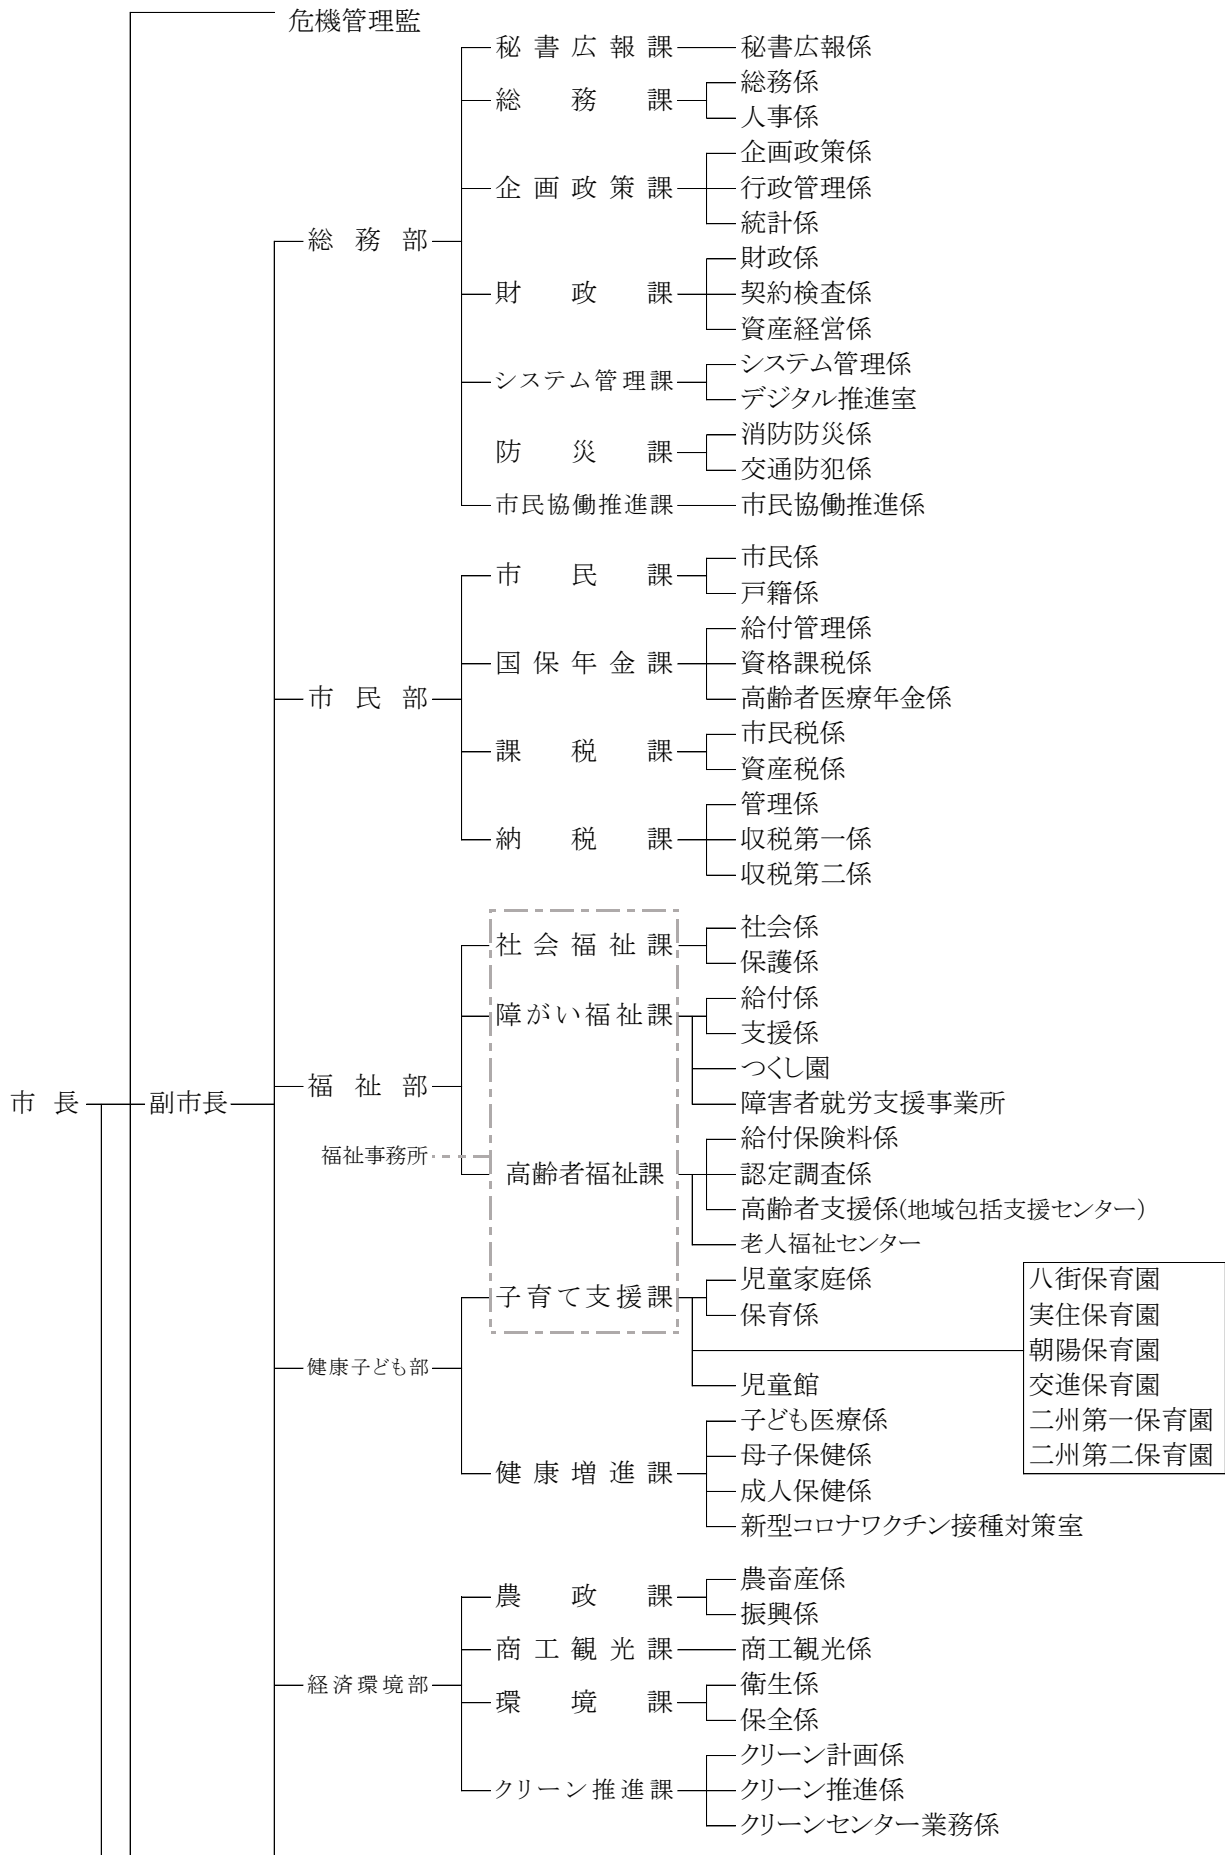 危機管理監
秘書広報課 秘書広報係
総務課 総務係
人事係
企画政策係
企画政策課 行政管理係
統計係
総務部
財政係
財政課 契約検査係
資産経営係
システム管理課 システム管理係
デジタル推進室
防災課 消防防災係
交通防犯係
市民協働推進課 市民協働推進係
市民課 市民係
戸籍係
給付管理係
国保年金課 資格課税係
市民部 高齢者医療年金係
課税課 市民税係
資産税係
管理係
納税課 収税第一係
収税第二係
社会福祉課 社会係
保護係
給付係
障がい福祉課 支援係
つくし園
福祉部
市長 副市長 障害者就労支援事業所
給付保険料係
福祉事務所
高齢者福祉課 認定調査係
高齢者支援係(地域包括支援センター)
老人福祉センター
児童家庭係 八街保育園
子育て支援課
保育係 実住保育園
朝陽保育園
健康子ども部
児童館 交進保育園
子ども医療係 二州第一保育園
母子保健係 二州第二保育園
健康増進課
成人保健係
新型コロナワクチン接種対策室
農政課 農畜産係
振興係
商工観光課 商工観光係
経済環境部 衛生係
環境課
保全係
クリーン計画係
クリーン推進課 クリーン推進係
クリーンセンター業務係